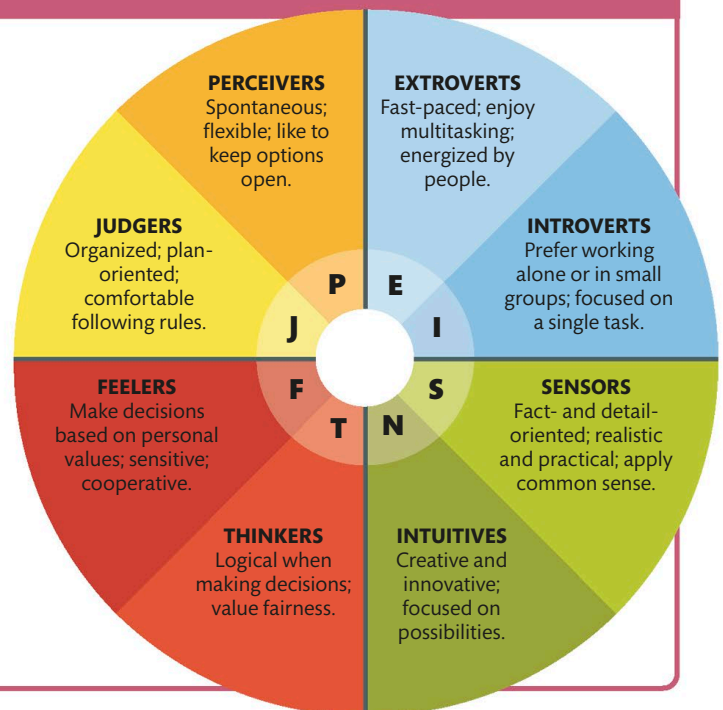 PERCEIVERS
Spontaneous;
flexible; like to
keep options
open.
EXTROVERTS
Fast-paced; enjoy
multitasking;
energized by
people.
JUDGERS
Organized; plan-
oriented;
comfortable
following rules.
INTROVERTS
Prefer working
alone or in small
groups; focused on
a single task.
P
E
J
I
F
S
T
N
FEELERS
Make decisions
based on personal
values; sensitive;
cooperative.
SENSORS
Fact- and detail-
oriented; realistic
and practical; apply
common sense.
THINKERS
Logical when
making decisions;
value fairness.
INTUITIVES
Creative and
innovative;
focused on
possibilities.